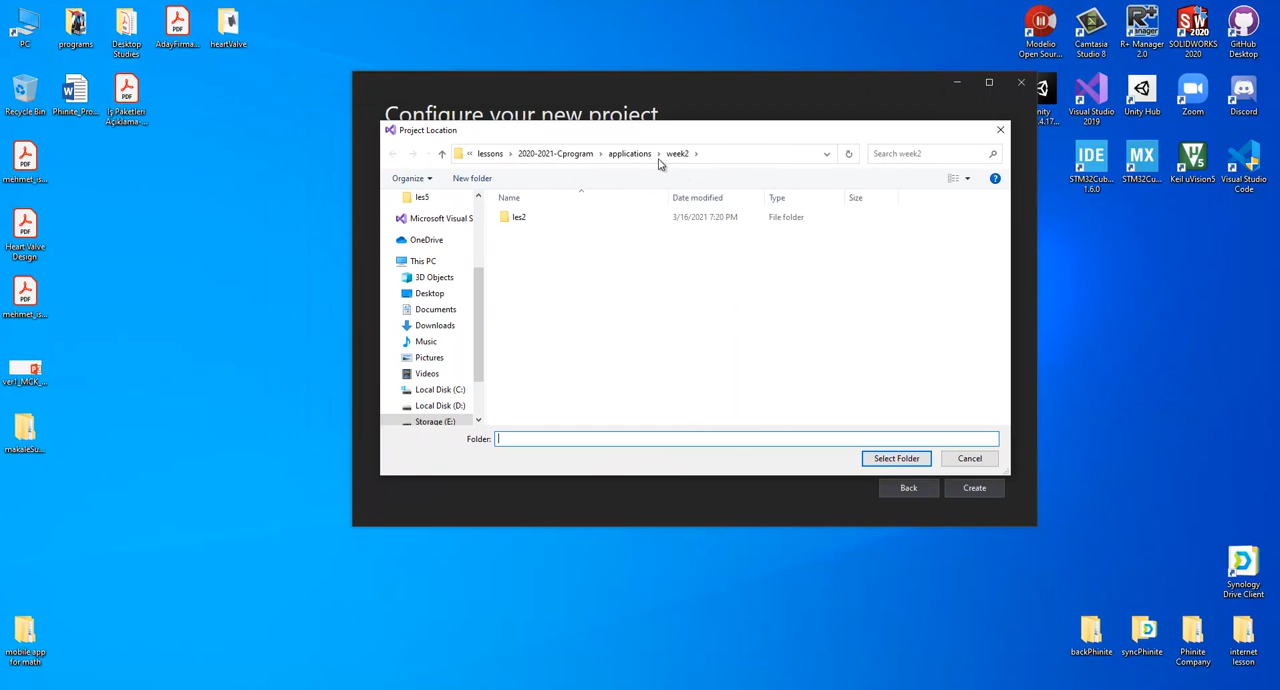 PC
programs
Desktop Studies
AdayFirma...
heartValve
Modelio Open Sour...
Camtasia Studio 8
R+ Manager 2.0
SOLIDWORKS 2020
GitHub Desktop
Recycle Bin
Phinite_Pro...
İş Paketleri Açıklama-...
Visual Studio 2019
Unity Hub
Zoom
Discord
mehmet_is...
STM32Cub... 1.6.0
STM32Cu...
Keil uVision5
Visual Studio Code
Heart Valve Design
mehmet_is...
ver1_MCK_...
makaleSu...
mobile app for math
Synology Drive Client
backPhinite
syncPhinite
Phinite Company
internet lesson
Configure your new project
Project Location
« lessons › 2020-2021-Cprogram › applications › week2 ›
Search week2
Organize
New folder
Name
Date modified
Type
Size
les2
3/16/2021 7:20 PM
File folder
les5
Microsoft Visual S
OneDrive
This PC
3D Objects
Desktop
Documents
Downloads
Music
Pictures
Videos
Local Disk (C:)
Local Disk (D:)
Storage (E:)
Folder:
Select Folder
Cancel
Back
Create